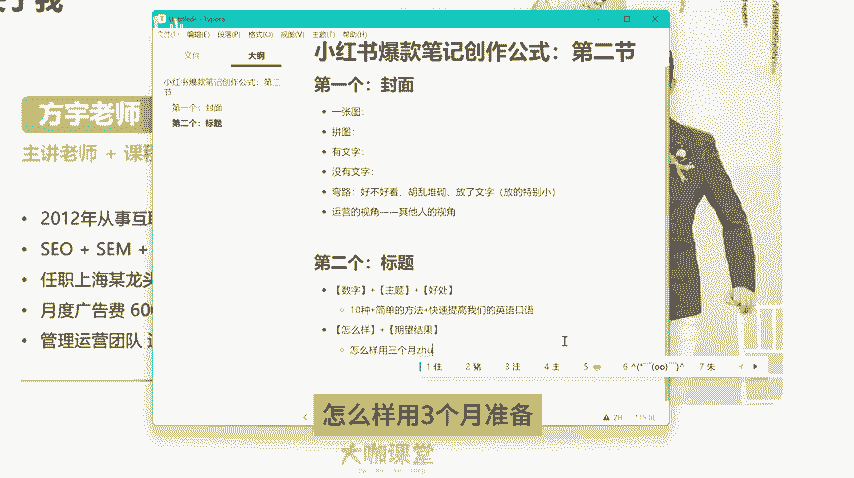 于我
Untitled - Typora
文件(F) 编辑(E) 段落(P) 格式(O) 视图(V) 主题(T) 帮助(H)
文件 大纲
小红书爆款笔记创作公式：第二节
第一个：封面
第二个：标题
小红书爆款笔记创作公式：第二节
第一个：封面
一张图：
拼图：
有文字：
没有文字：
弯路：好不好看、胡乱堆砌、放了文字（放的特别小）
运营的视角——其他人的视角
第二个：标题
【数字】+【主题】+【好处】
10种+简单的方法+快速提高我们的英语口语
【怎么样】+【期望结果】
怎么样用三个月zhu
1 住 2 猪 3 注 4 主 5 6 ^(*￣(oo)￣)^ 7 朱
方宇老师
主讲老师 + 课程
2012年从事互联
SEO + SEM +
任职上海某龙头
月度广告费 600
管理运营团队
怎么样用3个月准备
大咖课堂